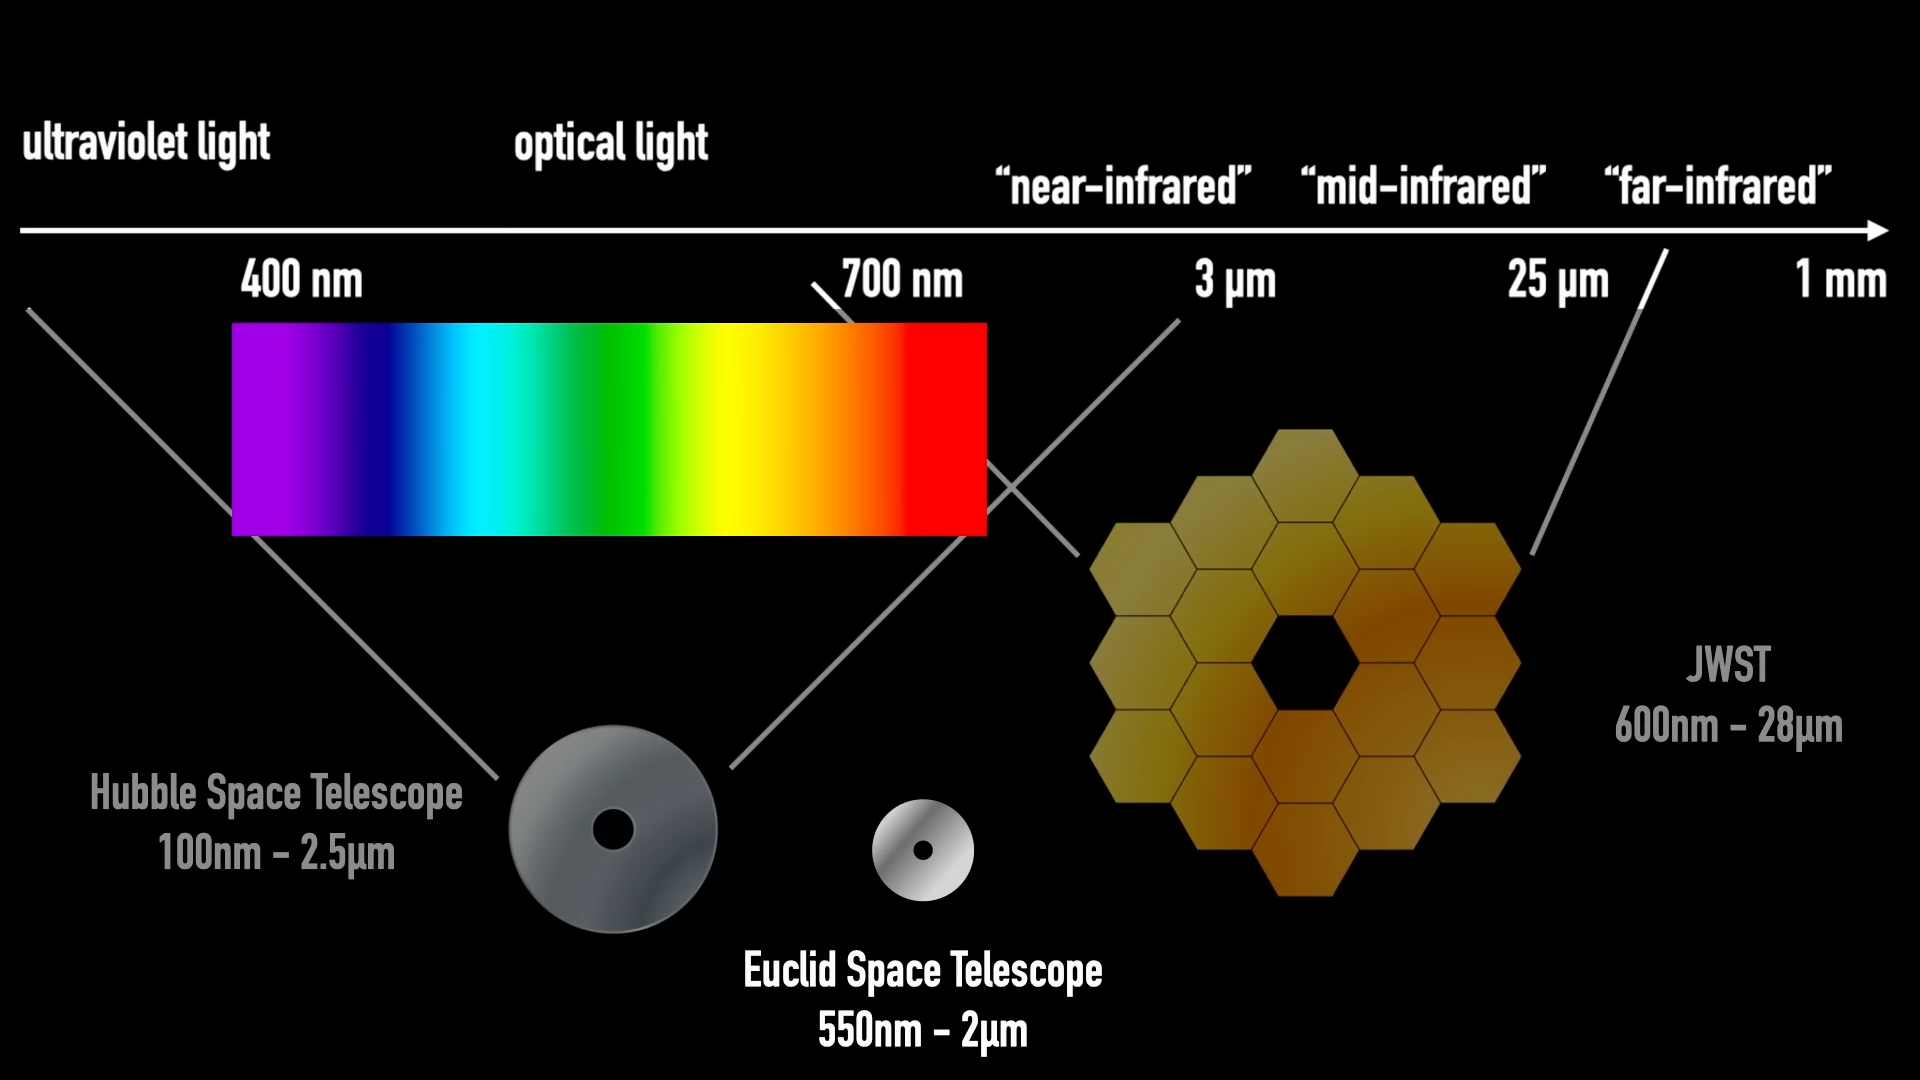 ultraviolet light
optical light
“near-infrared”
“mid-infrared”
“far-infrared”
400 nm
700 nm
3 µm
25 µm
1 mm
JWST
600nm - 28µm
Hubble Space Telescope
100nm - 2.5µm
Euclid Space Telescope
550nm - 2µm